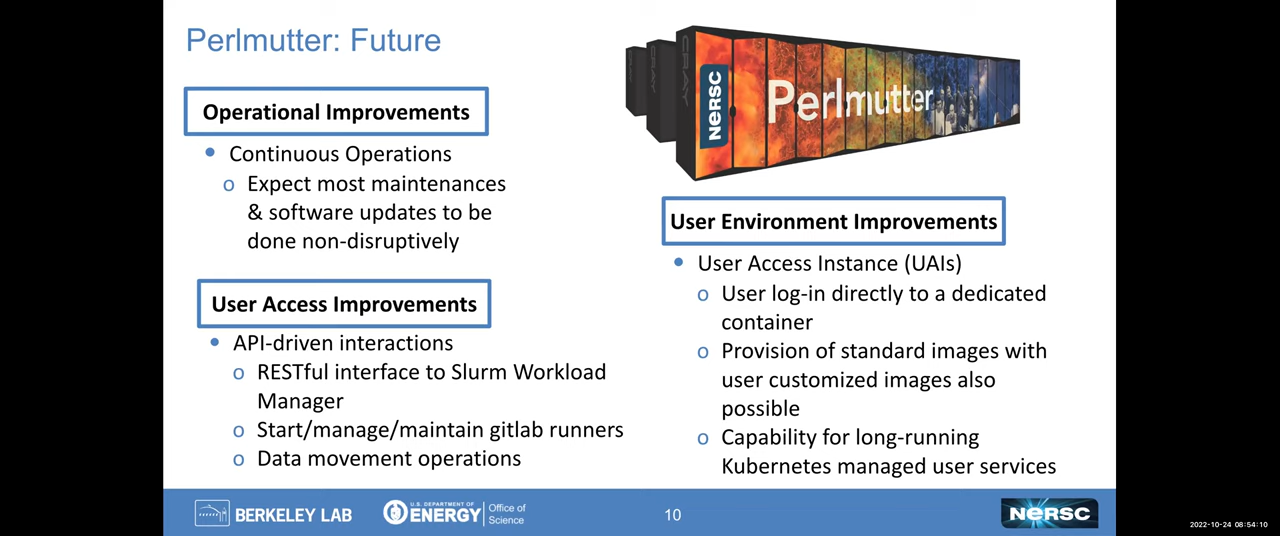 Perlmutter: Future
Operational Improvements
Continuous Operations
o Expect most maintenances
& software updates to be
done non-disruptively
User Access Improvements
API-driven interactions
o RESTful interface to Slurm Workload
Manager
o Start/manage/maintain gitlab runners
o Data movement operations
CRAY
NERSC
Perlmutter
User Environment Improvements
User Access Instance (UAIs)
o User log-in directly to a dedicated
container
o Provision of standard images with
user customized images also
possible
o Capability for long-running
Kubernetes managed user services
BERKELEY LAB
U.S. DEPARTMENT OF
ENERGY
Office of
Science
10
NERSC
2022-10-24 08:54:10